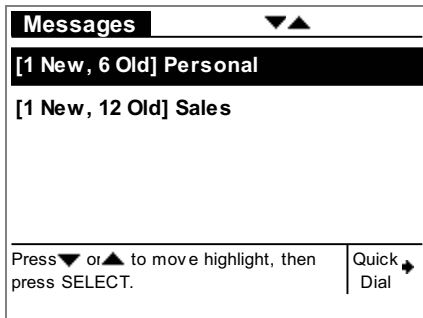 Messages ▼▲
[1 New, 6 Old] Personal
[1 New, 12 Old] Sales
Press ▼ or ▲ to move highlight, then
press SELECT.
Quick
Dial